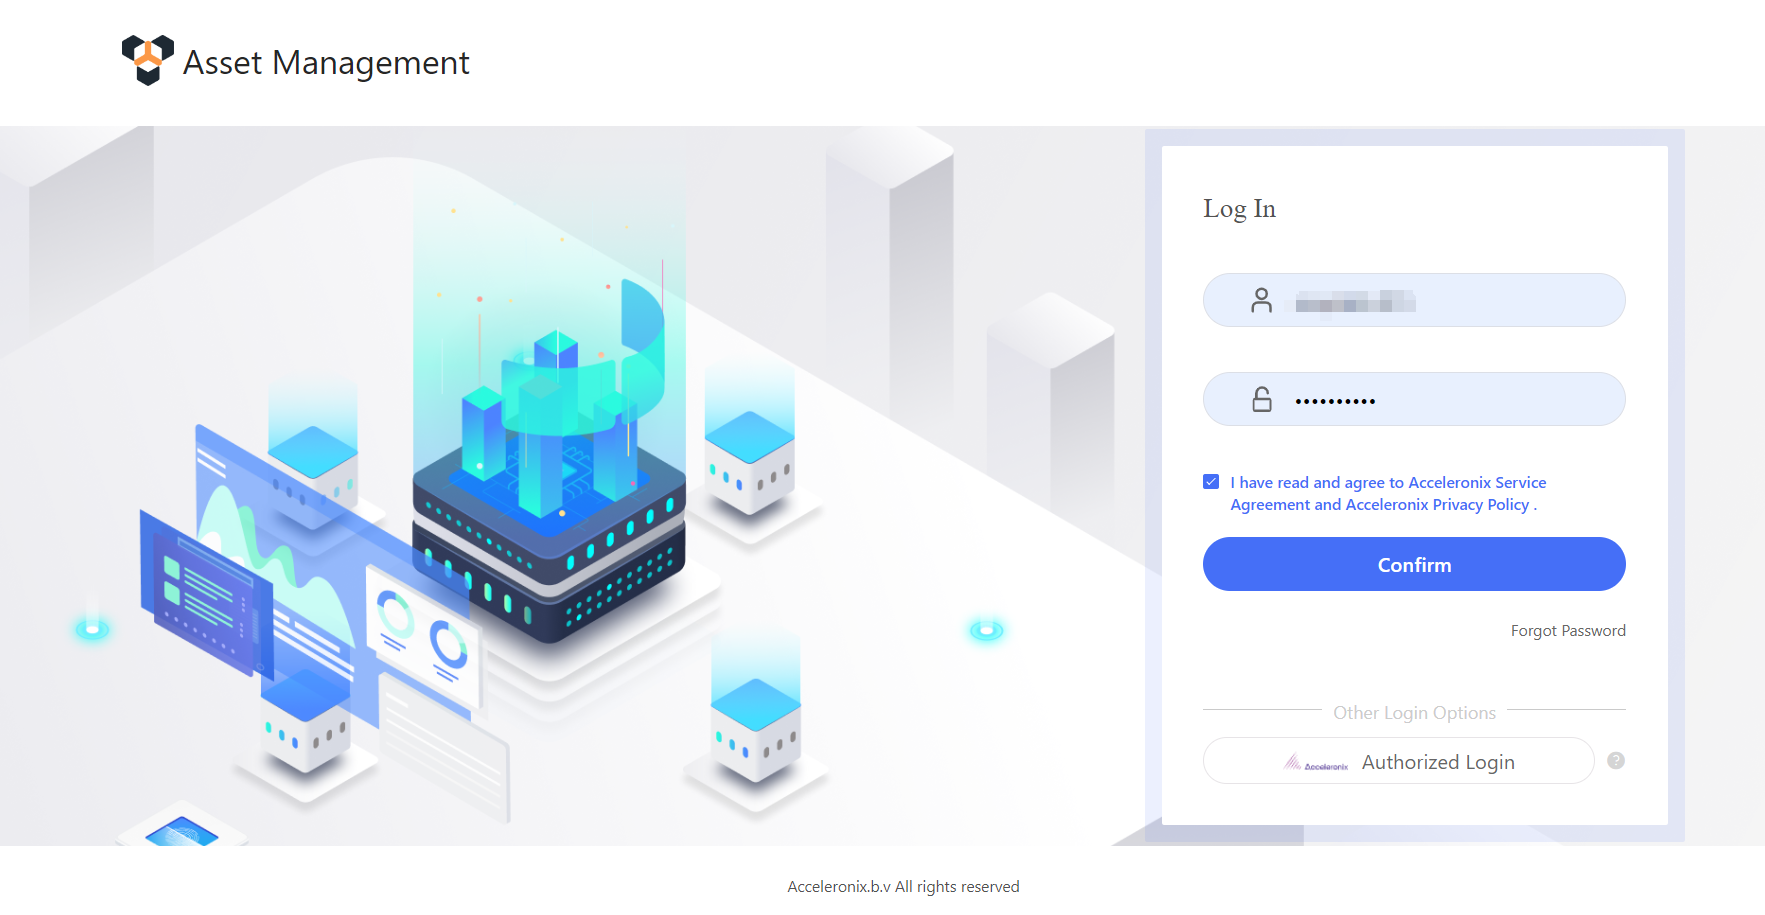 Asset Management
Log In
••••••••••
I have read and agree to Acceleronix Service
Agreement and Acceleronix Privacy Policy .
Confirm
Forgot Password
Other Login Options
Acceleronix Authorized Login ?
Acceleronix.b.v All rights reserved